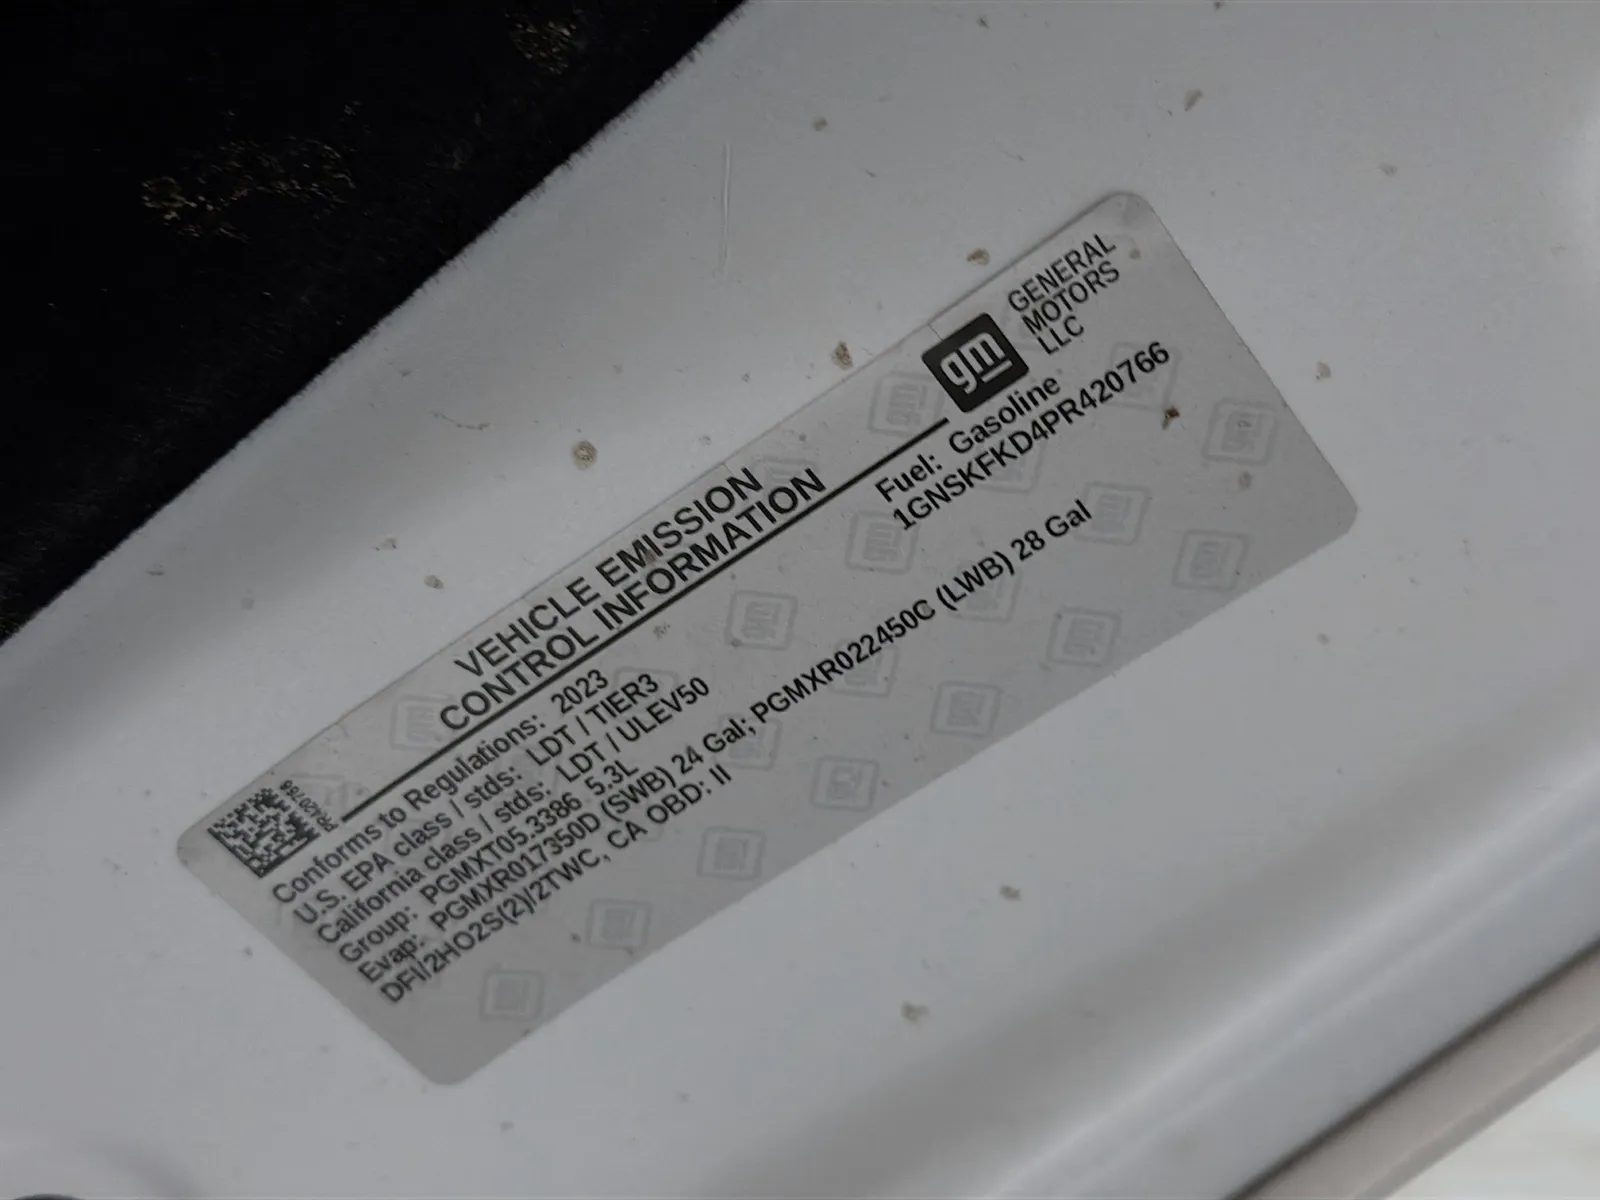 gm
GENERAL
MOTORS
LLC
VEHICLE EMISSION
CONTROL INFORMATION
Fuel: Gasoline
1GNSKFKD4PR420766
PR420766
Conforms to Regulations: 2023
U.S. EPA class / stds: LDT / TIER3
California class / stds: LDT / ULEV50
Group: PGMXT05.3386 5.3L
Evap: PGMXR017350D (SWB) 24 Gal; PGMXR022450C (LWB) 28 Gal
DFI/2HO2S(2)/2TWC, CA OBD: II